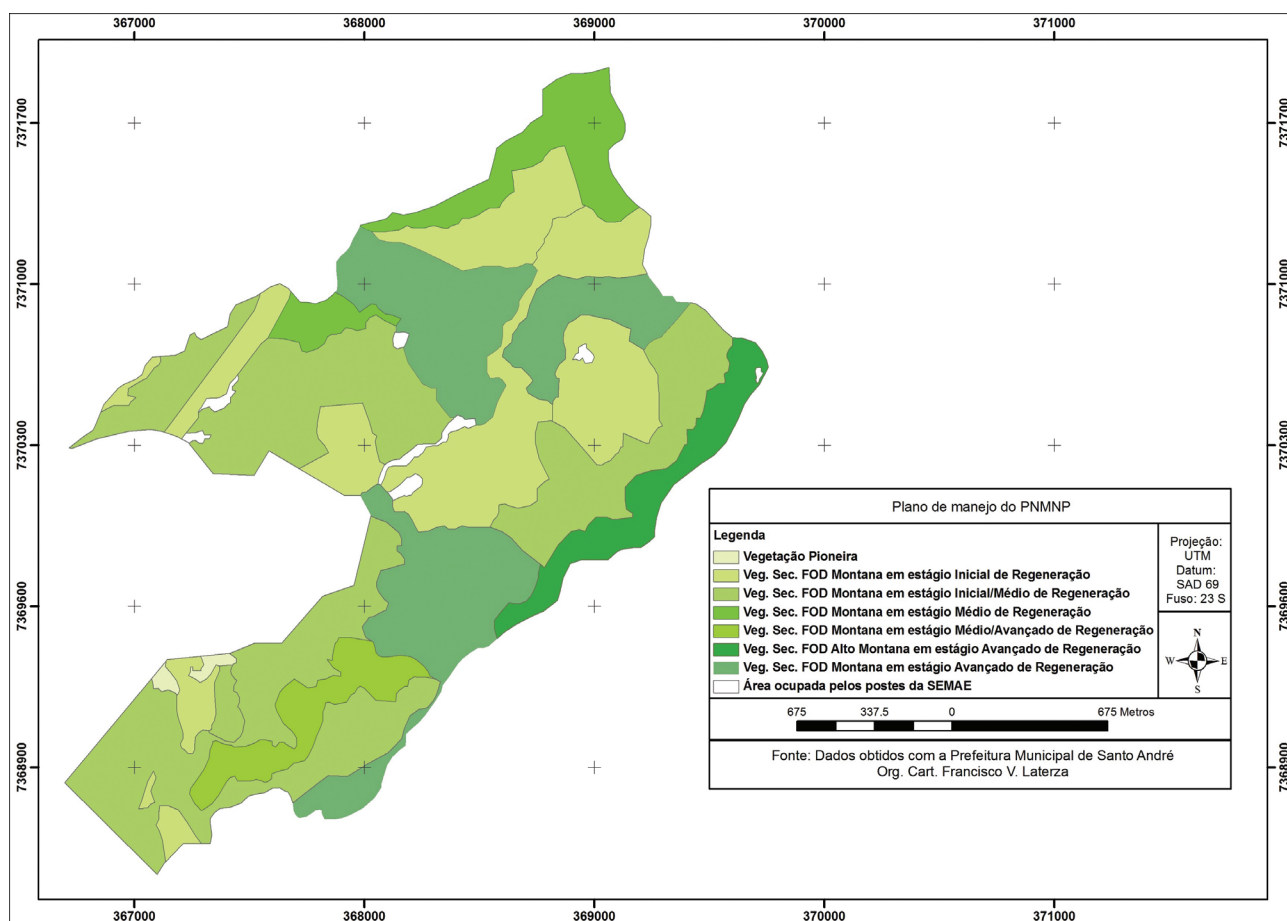 367000 368000 369000 370000 371000
7371700 7371700
7371000 7371000
7370300 7370300
Plano de manejo do PNMNP
Legenda
Vegetação Pioneira
Veg. Sec. FOD Montana em estágio Inicial de Regeneração
Veg. Sec. FOD Montana em estágio Inicial/Médio de Regeneração
Veg. Sec. FOD Montana em estágio Médio de Regeneração
Veg. Sec. FOD Montana em estágio Médio/Avançado de Regeneração
Veg. Sec. FOD Alto Montana em estágio Avançado de Regeneração
Veg. Sec. FOD Montana em estágio Avançado de Regeneração
Área ocupada pelos postes da SEMAE
Projeção:
UTM
Datum:
SAD 69
Fuso: 23 S
N
W E
S
675 337.5 0 675 Metros
Fonte: Dados obtidos com a Prefeitura Municipal de Santo André
Org. Cart. Francisco V. Laterza
7369600 7369600
7368900 7368900
367000 368000 369000 370000 371000